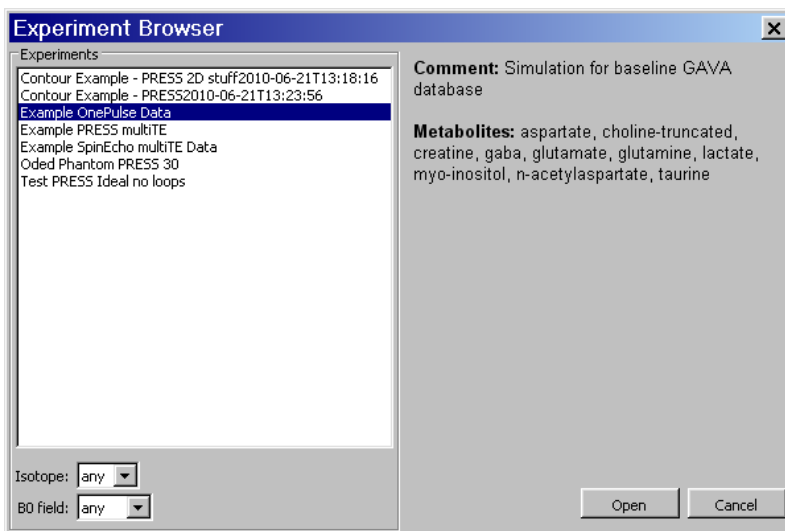 Experiment Browser
Experiments
Contour Example - PRESS 2D stuff2010-06-21T13:18:16
Contour Example - PRESS2010-06-21T13:23:56
Example OnePulse Data
Example PRESS multiTE
Example SpinEcho multiTE Data
Oded Phantom PRESS 30
Test PRESS Ideal no loops
Isotope: any
B0 field: any
Comment: Simulation for baseline GAVA
database
Metabolites: aspartate, choline-truncated,
creatine, gaba, glutamate, glutamine, lactate,
myo-inositol, n-acetylaspartate, taurine
Open Cancel